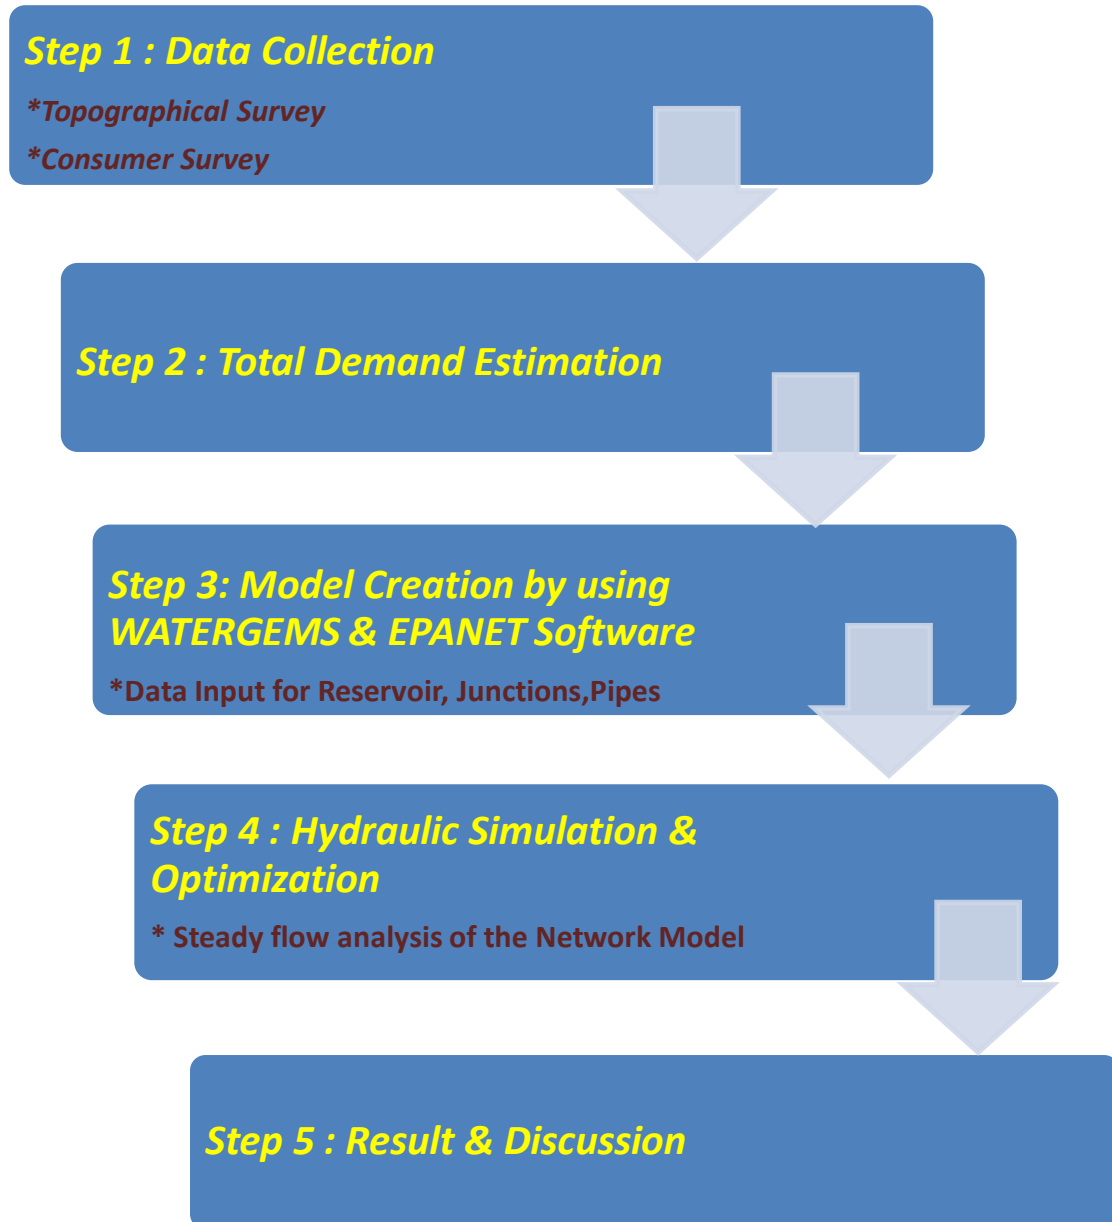 Step 1 : Data Collection
*Topographical Survey
*Consumer Survey
Step 2 : Total Demand Estimation
Step 3: Model Creation by using
WATERGEMS & EPANET Software
*Data Input for Reservoir, Junctions,Pipes
Step 4 : Hydraulic Simulation &
Optimization
* Steady flow analysis of the Network Model
Step 5 : Result & Discussion